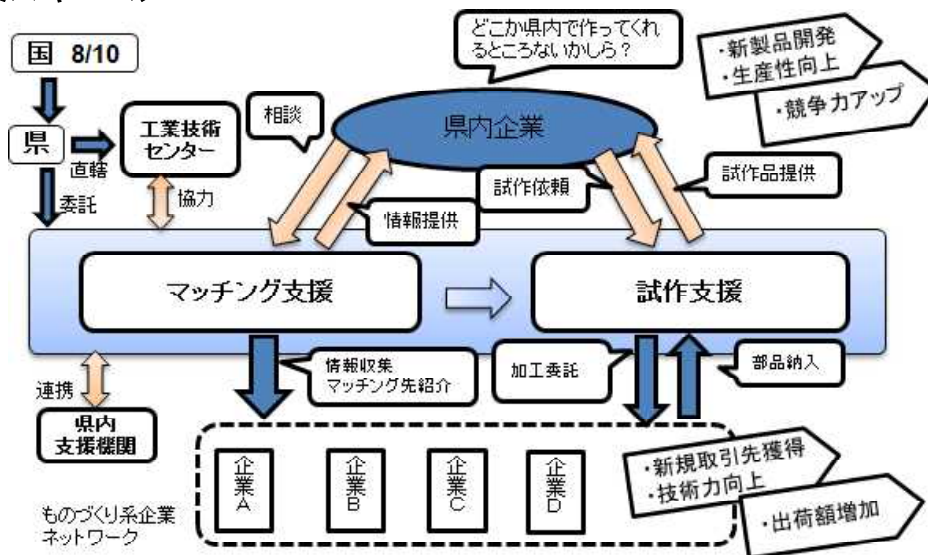 どこか県内で作ってくれ
るところないかしら？
・新製品開発
・生産性向上
・競争力アップ
国 8/10
県
直轄
工業技術
センター
委託
協力
相談
県内企業
情報提供
試作依頼
試作品提供
マッチング支援
試作支援
連携
県内
支援機関
情報収集
マッチング先紹介
加工委託
部品納入
企業A
企業B
企業C
企業D
・新規取引先獲得
・技術力向上
・出荷額増加
ものづくり系企業
ネットワーク